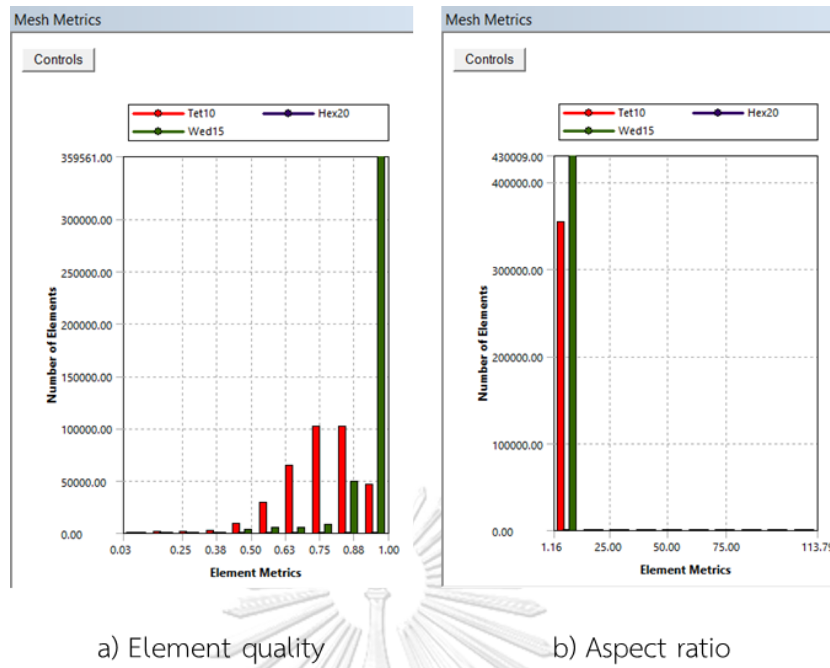 Mesh Metrics
Controls
Tet10
Hex20
Wed15
359561.00
300000.00
250000.00
200000.00
150000.00
100000.00
50000.00
0.00
Number of Elements
0.03
0.25
0.38
0.50
0.63
0.75
0.88
1.00
Element Metrics
a) Element quality
Mesh Metrics
Controls
Tet10
Hex20
Wed15
430009.00
400000.00
300000.00
200000.00
100000.00
0.00
Number of Elements
1.16
25.00
50.00
75.00
Element Metrics
b) Aspect ratio